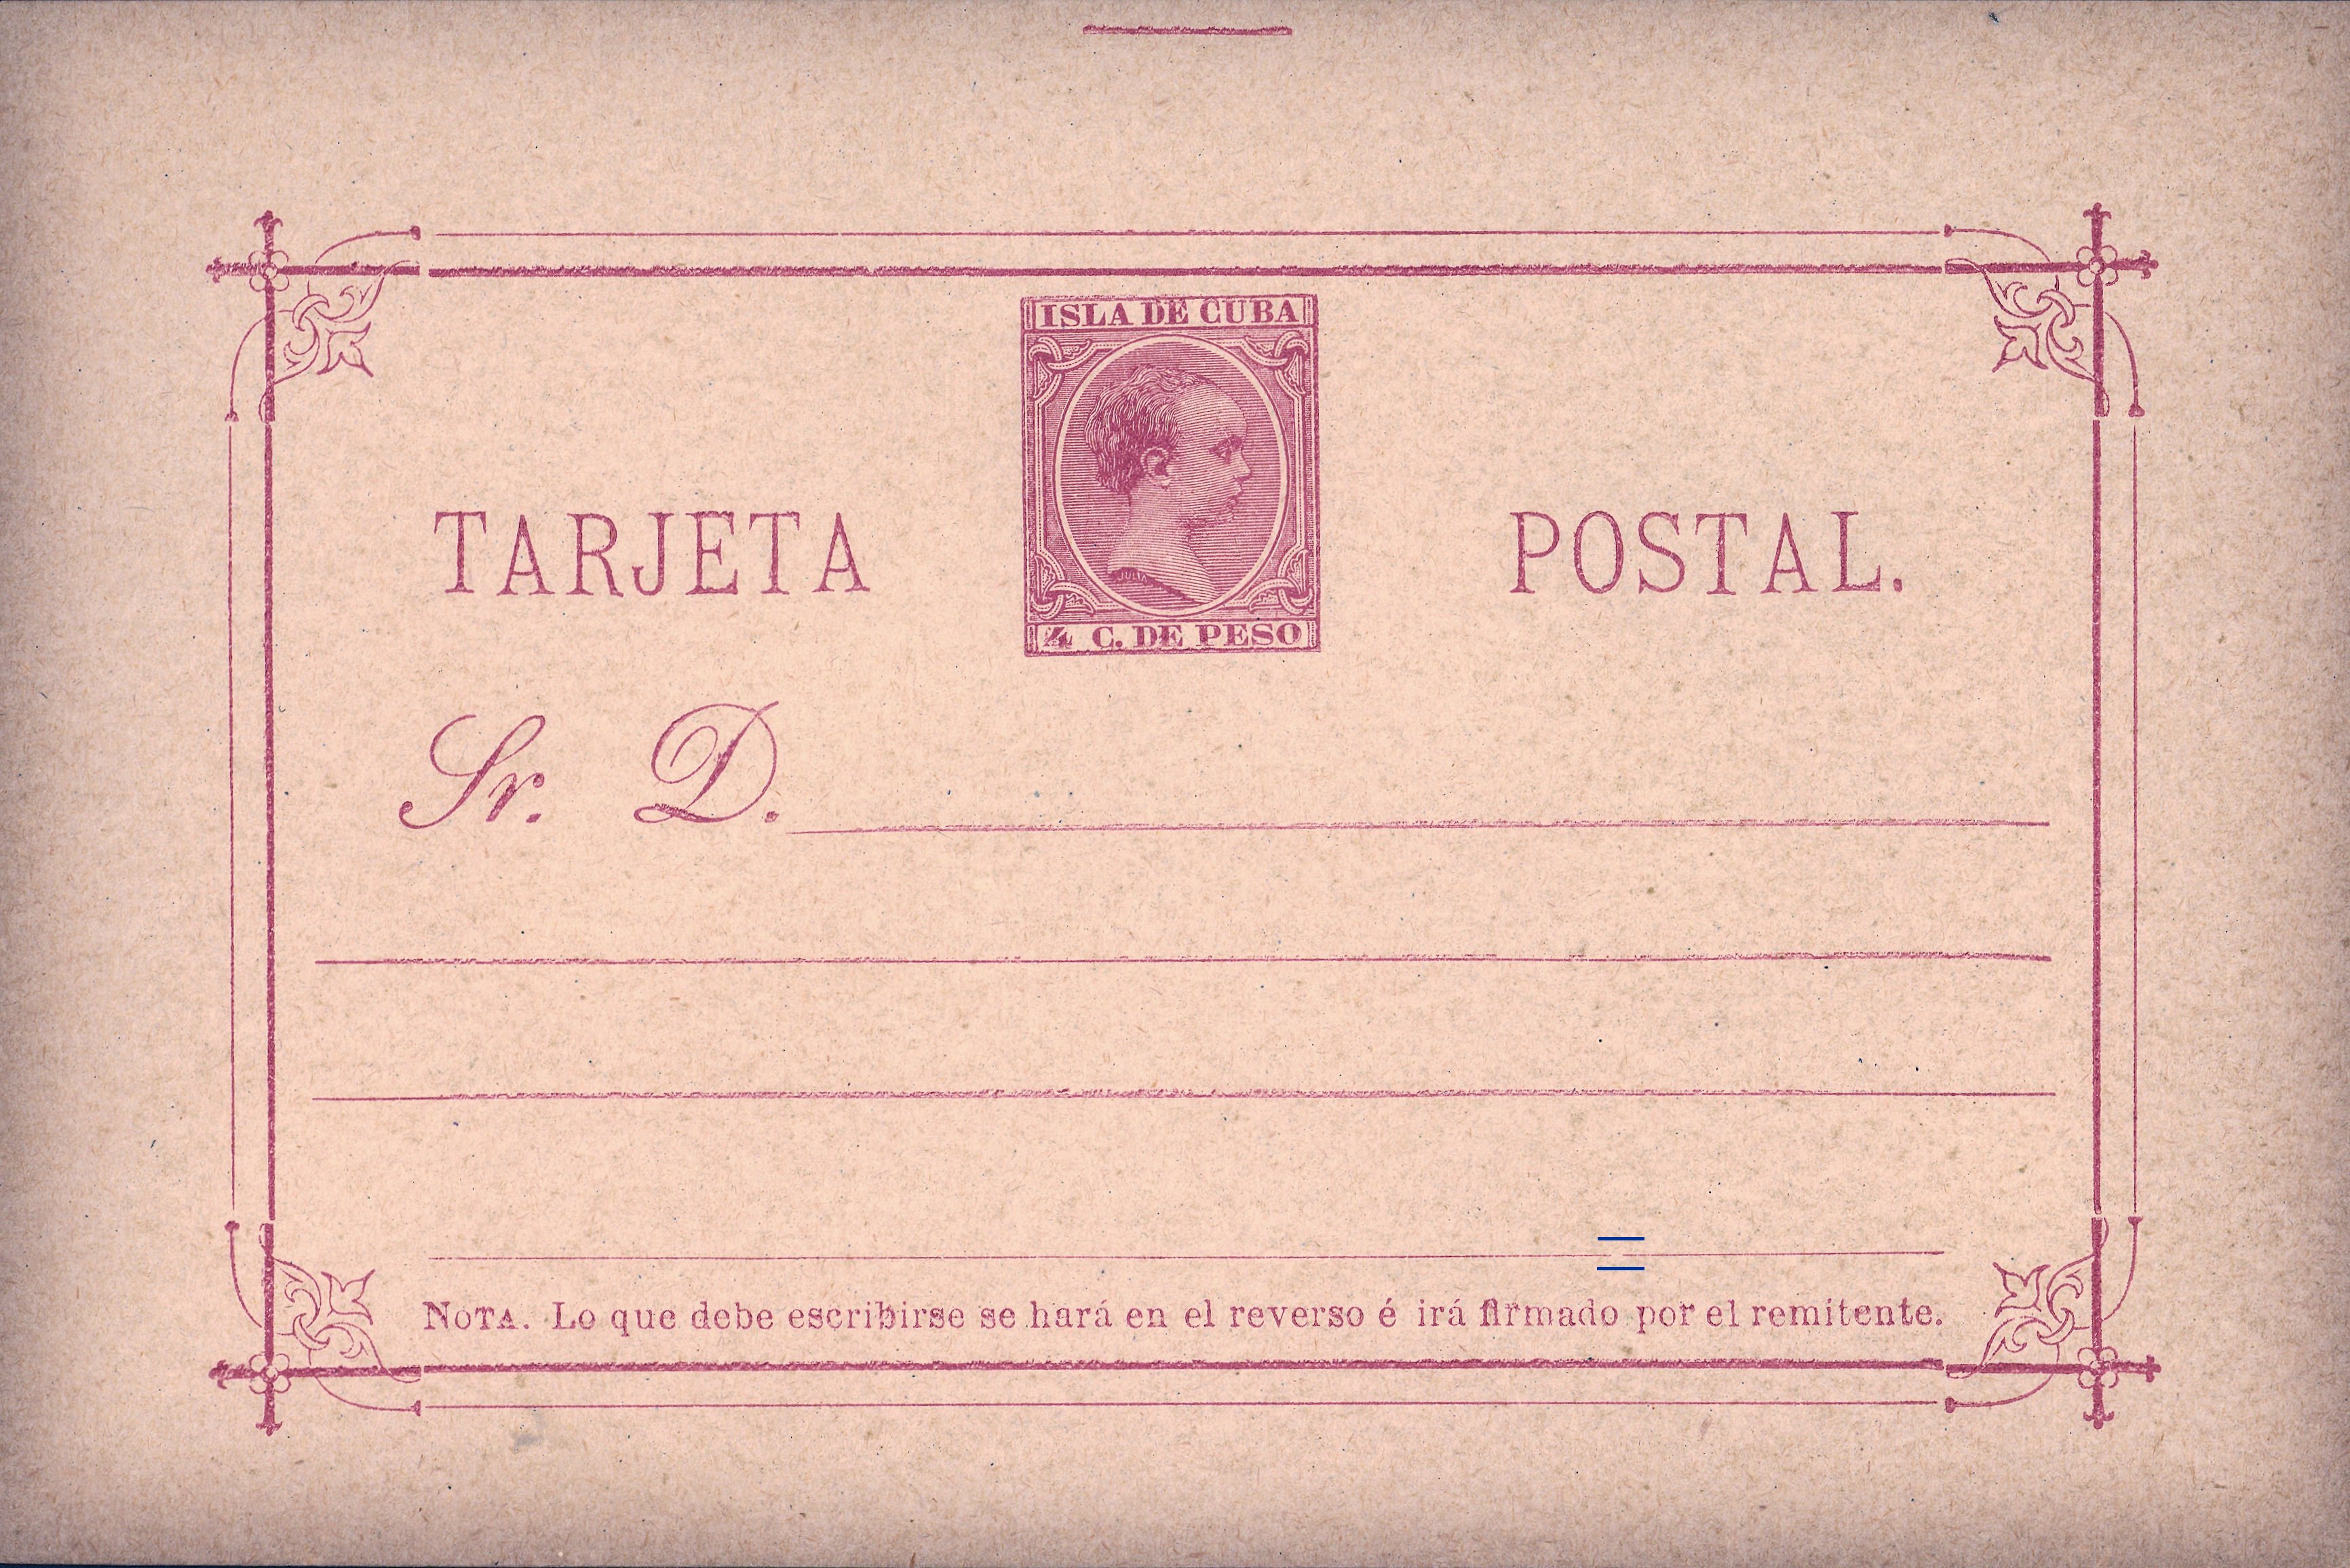 ISLA DE CUBA
JULIA
4 C. DE PESO
TARJETA POSTAL.
Sr. D.
NOTA. Lo que debe escribirse se hará en el reverso é irá firmado por el remitente.